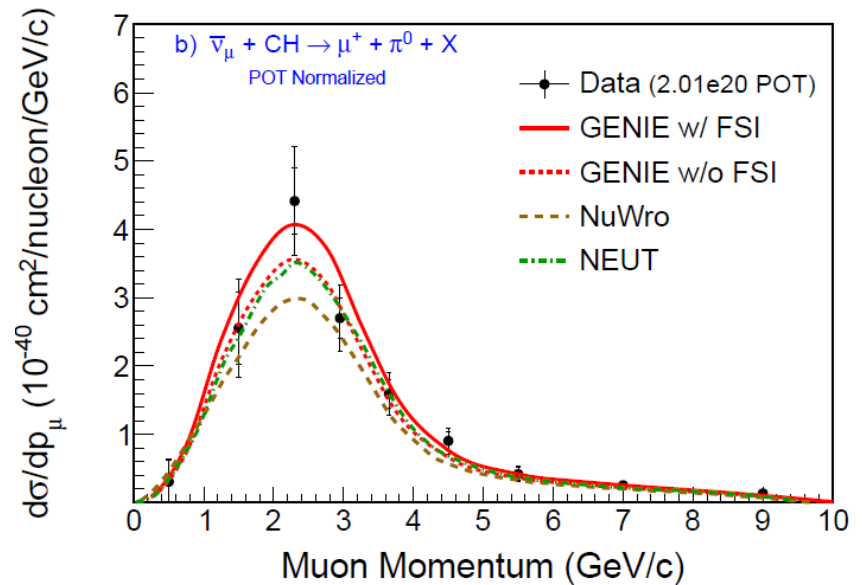 b) ν̅μ + CH → μ⁺ + π⁰ + X
POT Normalized
Data (2.01e20 POT)
GENIE w/ FSI
GENIE w/o FSI
NuWro
NEUT
dσ/dpμ (10⁻⁴⁰ cm²/nucleon/GeV/c)
7
6
5
4
3
2
1
0 1 2 3 4 5 6 7 8 9 10
Muon Momentum (GeV/c)